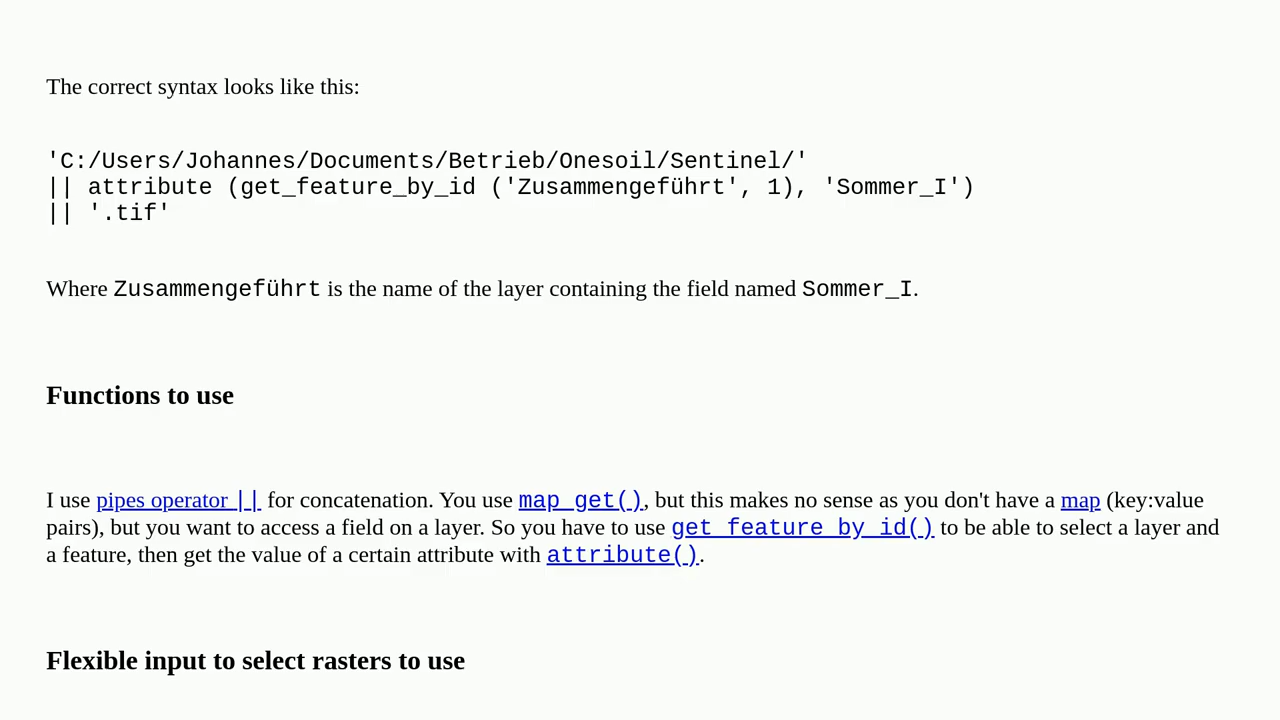 The correct syntax looks like this:
'C:/Users/Johannes/Documents/Betrieb/Onesoil/Sentinel/'
|| attribute (get_feature_by_id ('Zusammengeführt', 1), 'Sommer_I')
|| '.tif'
Where Zusammengeführt is the name of the layer containing the field named Sommer_I.
Functions to use
I use pipes operator || for concatenation. You use map_get(), but this makes no sense as you don't have a map (key:value
pairs), but you want to access a field on a layer. So you have to use get_feature_by_id() to be able to select a layer and
a feature, then get the value of a certain attribute with attribute().
Flexible input to select rasters to use